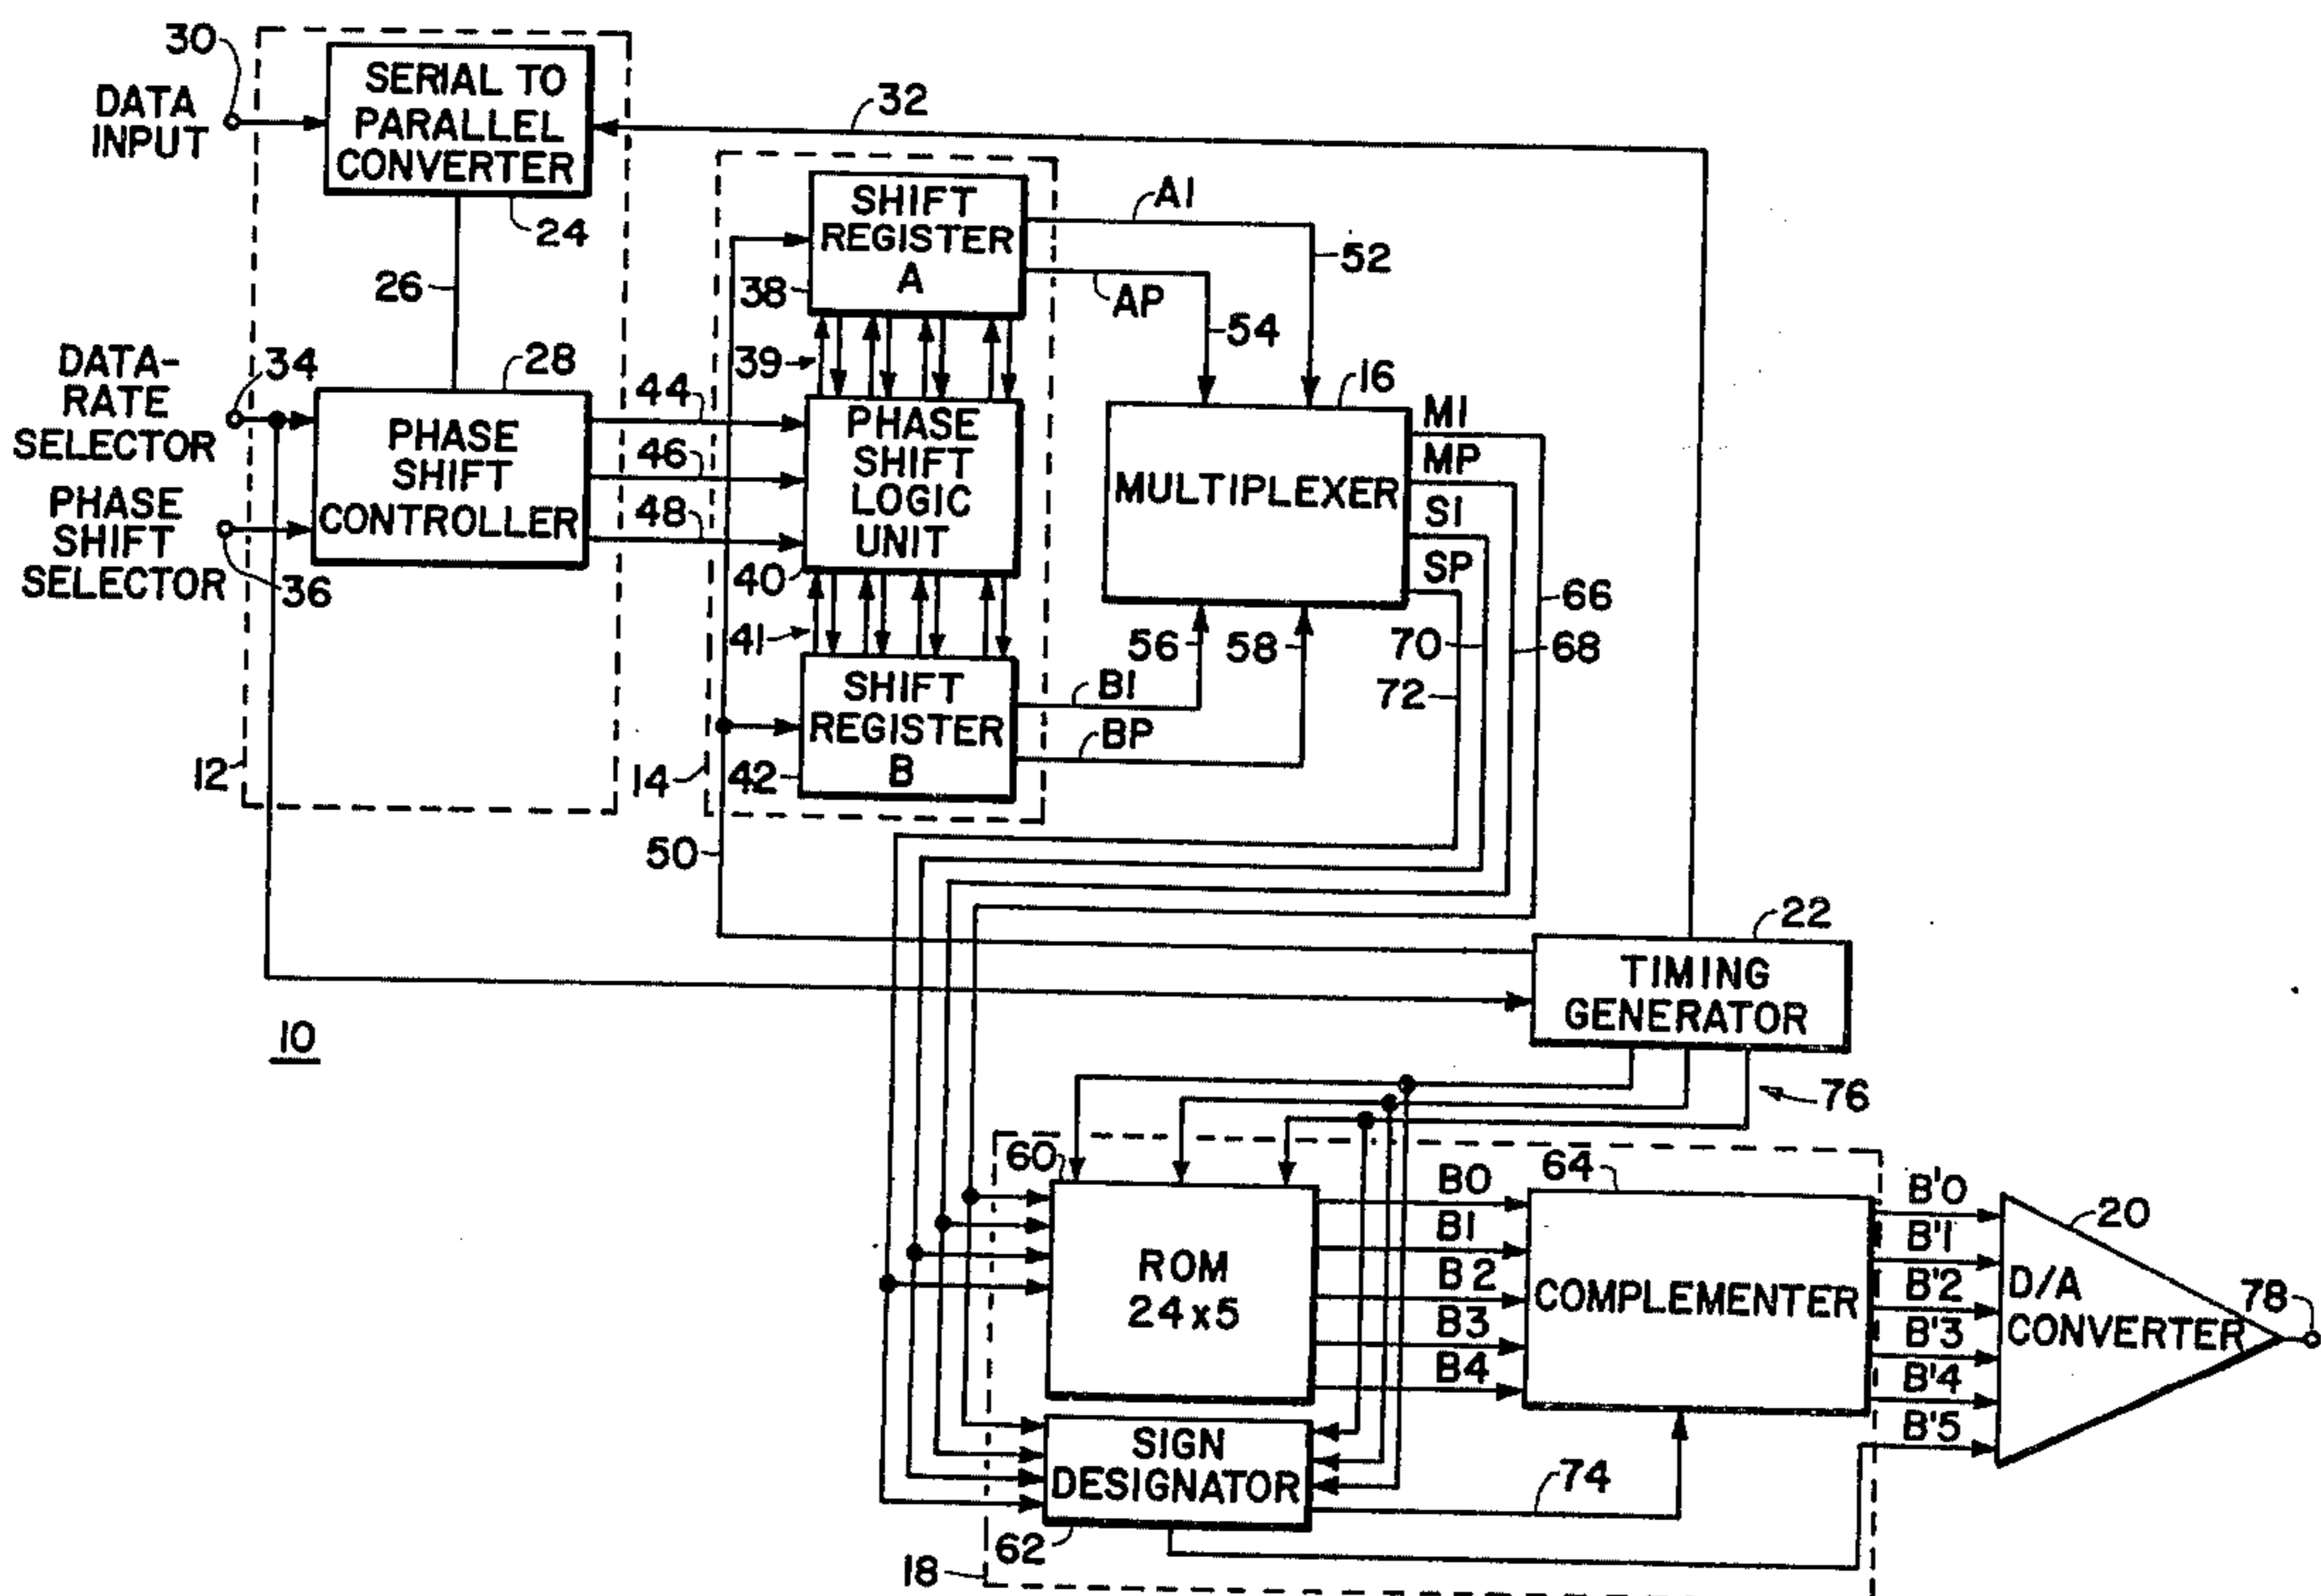 30
DATA
INPUT
SERIAL TO
PARALLEL
CONVERTER
24
26
32
DATA-
RATE
SELECTOR
34
PHASE
SHIFT
SELECTOR
36
28
PHASE
SHIFT
CONTROLLER
12
44
46
48
SHIFT
REGISTER
A
38
39
PHASE
SHIFT
LOGIC
UNIT
40
41
SHIFT
REGISTER
B
42
14
50
A1
AP
52
54
16
MULTIPLEXER
M1
MP
S1
SP
56
58
B1
BP
66
68
70
72
22
TIMING
GENERATOR
10
76
60
ROM
24x5
B0
B1
B2
B3
B4
64
COMPLEMENTER
B'0
B'1
B'2
B'3
B'4
B'5
20
D/A
CONVERTER
78
SIGN
DESIGNATOR
62
74
18